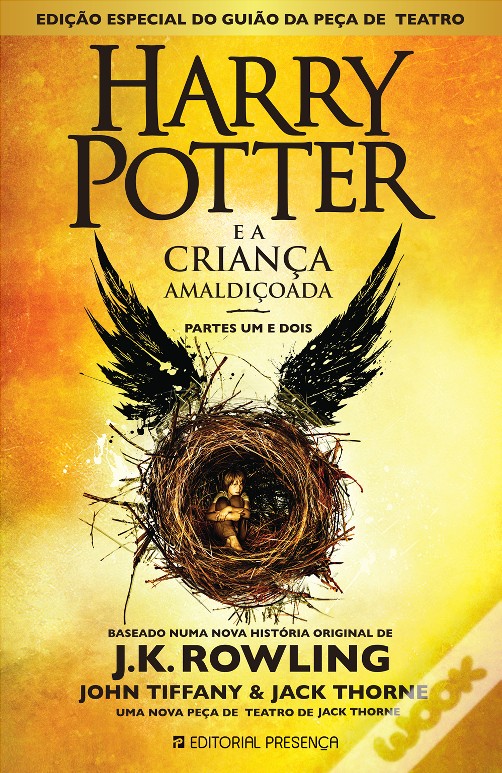 EDIÇÃO ESPECIAL DO GUIÃO DA PEÇA DE TEATRO
HARRY
POTTER
E A
CRIANÇA
AMALDIÇOADA
PARTES UM E DOIS
BASEADO NUMA NOVA HISTÓRIA ORIGINAL DE
J.K. ROWLING
JOHN TIFFANY & JACK THORNE
UMA NOVA PEÇA DE TEATRO DE JACK THORNE
EDITORIAL PRESENÇA
wook